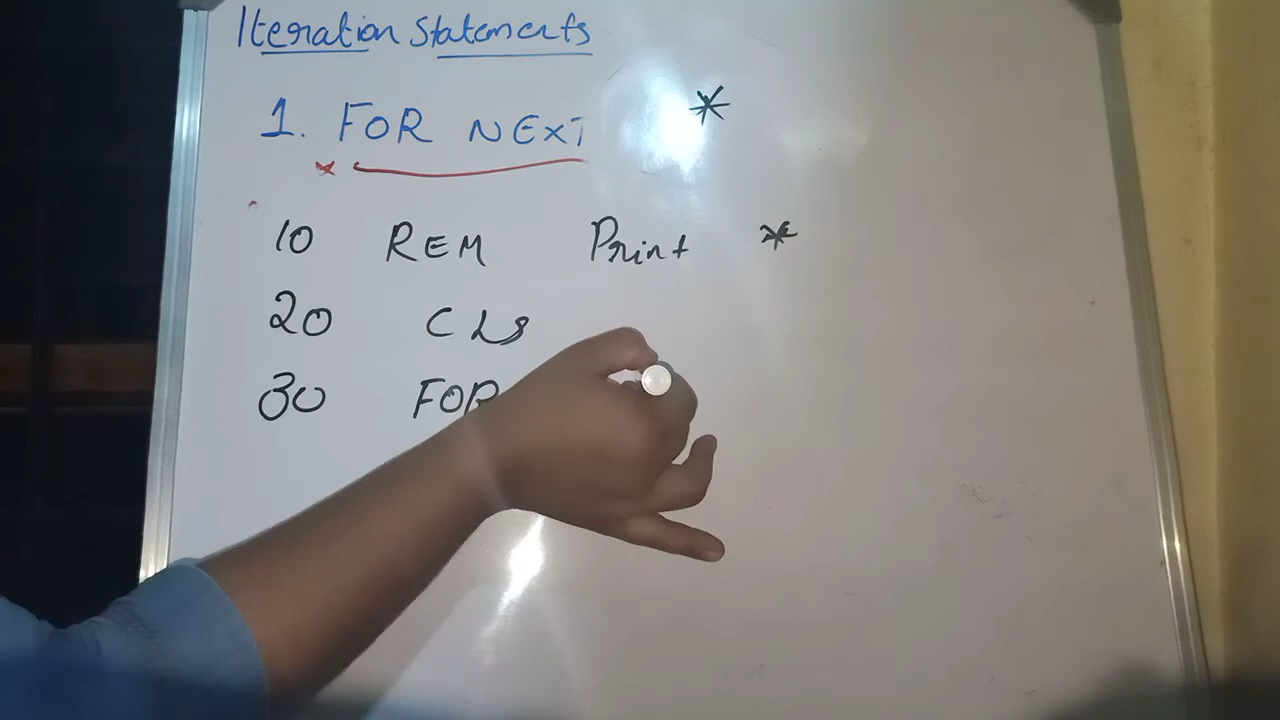 Iteration Statements
1. FOR NEXT *
10 REM Print *
20 CLS
30 FOR